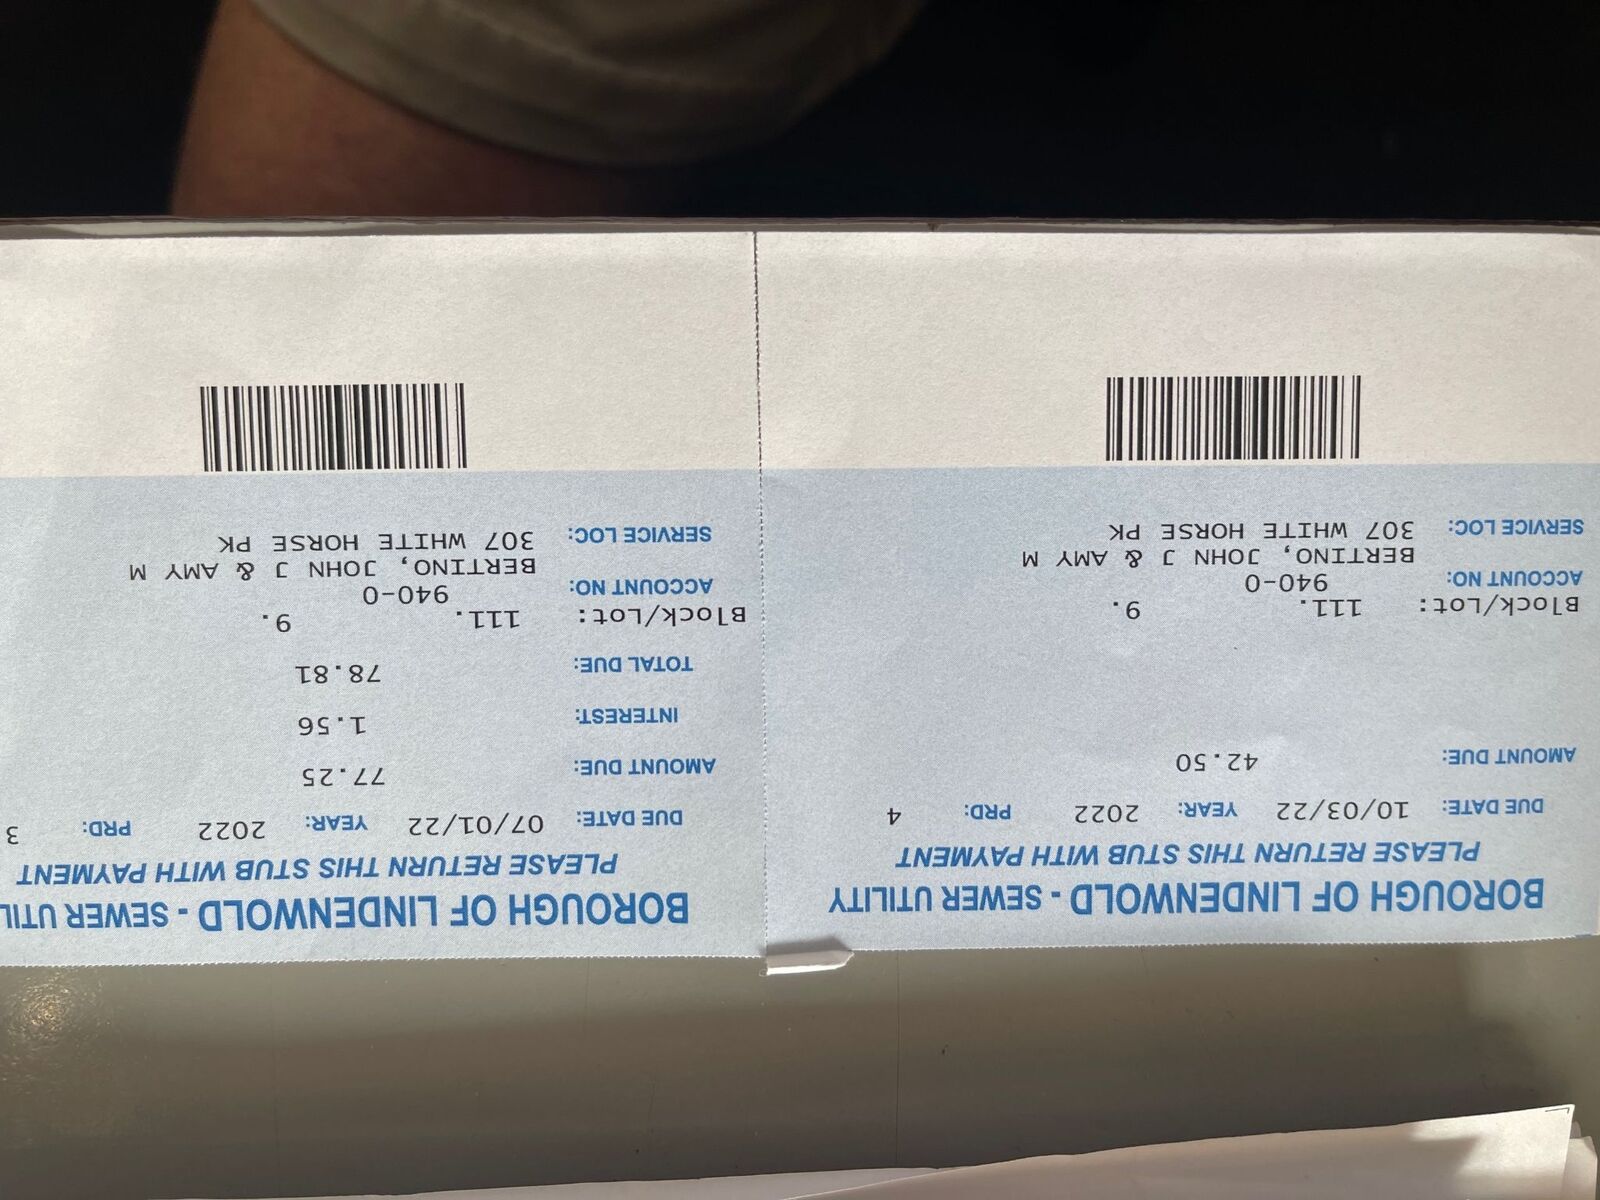 BOROUGH OF LINDENWOLD - SEWER UTILITY
PLEASE RETURN THIS STUB WITH PAYMENT
DUE DATE: 10/03/22 YEAR: 2022 PRD: 4
AMOUNT DUE: 42.50
Block/Lot: 111. 9.
ACCOUNT NO: 940-0
BERTINO, JOHN J & AMY M
SERVICE LOC: 307 WHITE HORSE PK
BOROUGH OF LINDENWOLD - SEWER UTIL
PLEASE RETURN THIS STUB WITH PAYMENT
DUE DATE: 07/01/22 YEAR: 2022 PRD: 3
AMOUNT DUE: 77.25
INTEREST: 1.56
TOTAL DUE: 78.81
Block/Lot: 111. 9.
ACCOUNT NO: 940-0
BERTINO, JOHN J & AMY M
SERVICE LOC: 307 WHITE HORSE PK